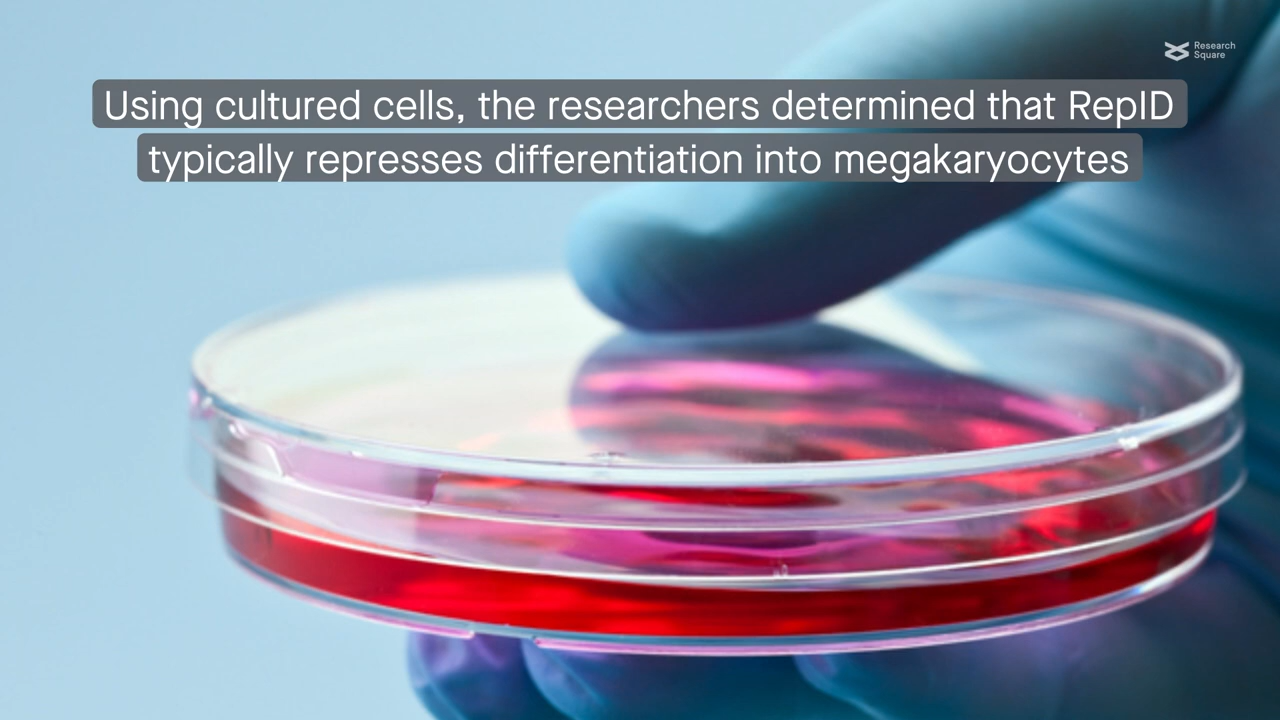 Research
Square
Using cultured cells, the researchers determined that RepID
typically represses differentiation into megakaryocytes